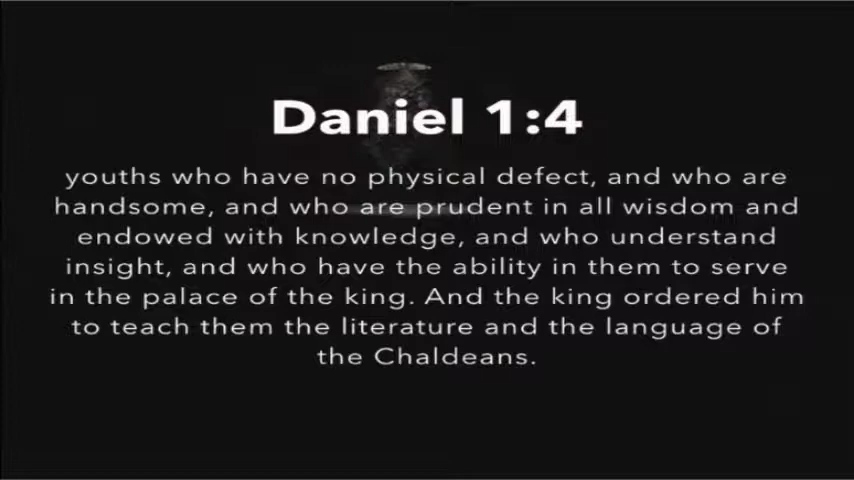 Daniel 1:4
youths who have no physical defect, and who are
handsome, and who are prudent in all wisdom and
endowed with knowledge, and who understand
insight, and who have the ability in them to serve
in the palace of the king. And the king ordered him
to teach them the literature and the language of
the Chaldeans.